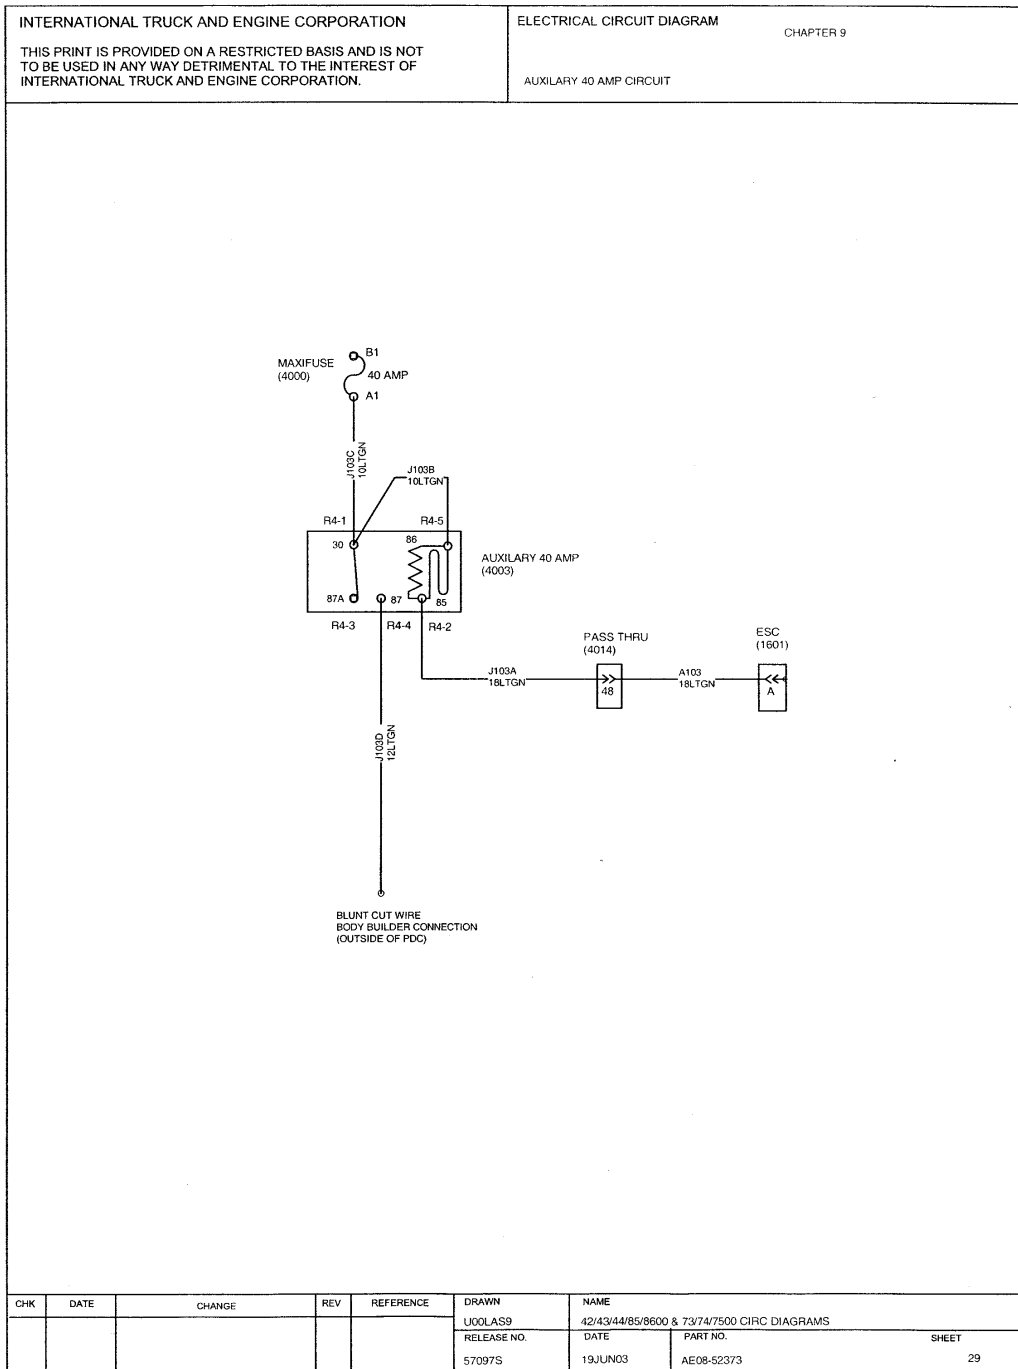 INTERNATIONAL TRUCK AND ENGINE CORPORATION
THIS PRINT IS PROVIDED ON A RESTRICTED BASIS AND IS NOT
TO BE USED IN ANY WAY DETRIMENTAL TO THE INTEREST OF
INTERNATIONAL TRUCK AND ENGINE CORPORATION.
ELECTRICAL CIRCUIT DIAGRAM
CHAPTER 9
AUXILARY 40 AMP CIRCUIT
MAXIFUSE
(4000)
B1
40 AMP
A1
J103C
10LTGN
J103B
10LTGN
R4-1
R4-5
30
86
AUXILARY 40 AMP
(4003)
87A
87
85
R4-3
R4-4
R4-2
PASS THRU
(4014)
ESC
(1601)
J103A
18LTGN
48
A103
18LTGN
A
J103D
12LTGN
BLUNT CUT WIRE
BODY BUILDER CONNECTION
(OUTSIDE OF PDC)
CHK DATE CHANGE REV REFERENCE
DRAWN
U00LAS9
NAME
42/43/44/85/8600 & 73/74/7500 CIRC DIAGRAMS
RELEASE NO.
57097S
DATE
19JUN03
PART NO.
AE08-52373
SHEET
29